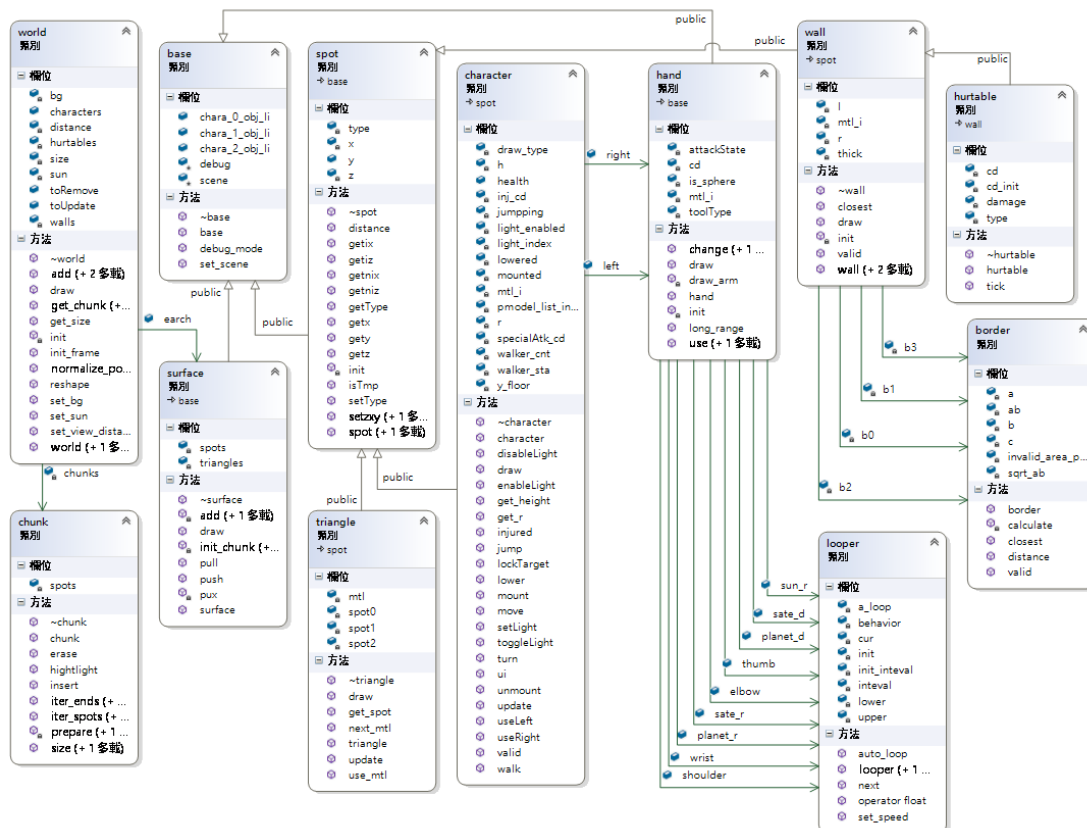 world
類別
欄位
bg
characters
distance
hurtables
size
sun
toRemove
toUpdate
walls
方法
~world
add (+ 2 多載)
draw
get_chunk (+...
get_size
init
init_frame
normalize_po...
reshape
set_bg
set_sun
set_view_dista...
world (+ 1 多...
chunks
earch
chunk
類別
欄位
spots
方法
~chunk
chunk
erase
hightlight
insert
iter_ends (+ ...
iter_spots (+ ...
prepare (+ 1 ...
size (+ 1 多載)
base
類別
欄位
chara_0_obj_li
chara_1_obj_li
chara_2_obj_li
debug
scene
方法
~base
base
debug_mode
set_scene
public
public
surface
類別
base
欄位
spots
triangles
方法
~surface
add (+ 1 多載)
draw
init_chunk (+...
pull
push
pux
surface
spot
類別
base
欄位
type
x
y
z
方法
~spot
distance
getix
getiz
getnix
getniz
getType
getx
gety
getz
init
isTmp
setType
setzxy (+ 1 多...
spot (+ 1 多載)
public
public
triangle
類別
spot
欄位
mtl
spot0
spot1
spot2
方法
~triangle
draw
get_spot
next_mtl
triangle
update
use_mtl
character
類別
spot
欄位
draw_type
h
health
inj_cd
jumpping
light_enabled
light_index
lowered
mounted
mtl_i
pmodel_list_in...
r
specialAtk_cd
walker_cnt
walker_sta
y_floor
方法
~character
character
disableLight
draw
enableLight
get_height
get_r
injured
jump
lockTarget
lower
mount
move
setLight
toggleLight
turn
ui
unmount
update
useLeft
useRight
valid
walk
right
left
public
public
hand
類別
base
欄位
attackState
cd
is_sphere
mtl_i
toolType
方法
change (+ 1 ...
draw
draw_arm
hand
init
long_range
use (+ 1 多載)
sun_r
sate_d
planet_d
thumb
elbow
sate_r
planet_r
wrist
shoulder
wall
類別
spot
欄位
l
mtl_i
r
thick
方法
~wall
closest
draw
init
valid
wall (+ 2 多載)
public
b3
b1
b0
b2
hurtable
類別
wall
欄位
cd
cd_init
damage
type
方法
~hurtable
hurtable
tick
border
類別
欄位
a
ab
b
c
invalid_area_p...
sqrt_ab
方法
border
calculate
closest
distance
valid
looper
類別
欄位
a_loop
behavior
cur
init
init_inteval
inteval
lower
upper
方法
auto_loop
looper (+ 1 ...
next
operator float
set_speed